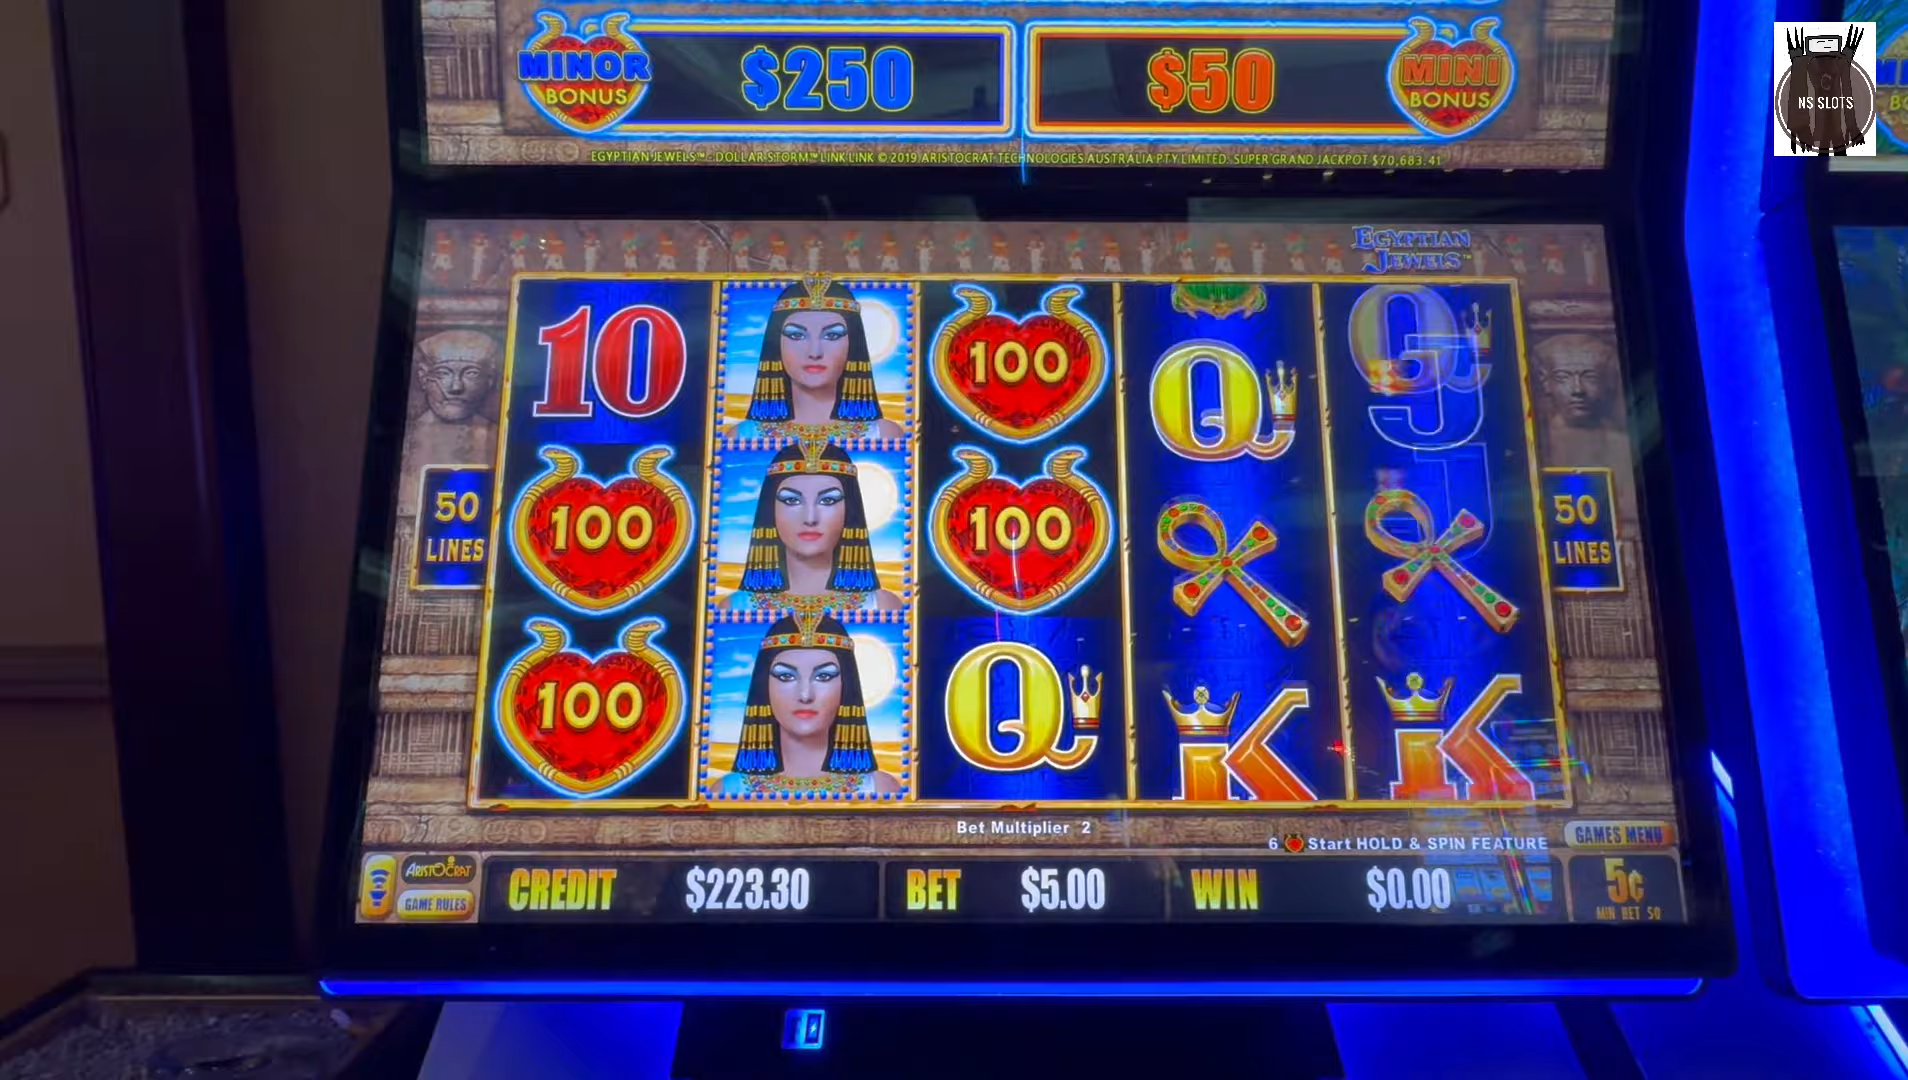 MINOR
BONUS
$250
$50
MINI
BONUS
NS SLOTS
EGYPTIAN JEWELS™ - DOLLAR STORM™ LINK LINK © 2019 ARISTOCRAT TECHNOLOGIES AUSTRALIA PTY LIMITED. SUPER GRAND JACKPOT $70,683.41
EGYPTIAN
JEWELS™
10
100
Q
Q
J
50
LINES
100
100
50
LINES
100
Q
K
K
Bet Multiplier 2
6 Start HOLD & SPIN FEATURE
GAMES MENU
ARISTOCRAT
GAME RULES
CREDIT $223.30
BET $5.00
WIN $0.00
5¢
MIN BET 50